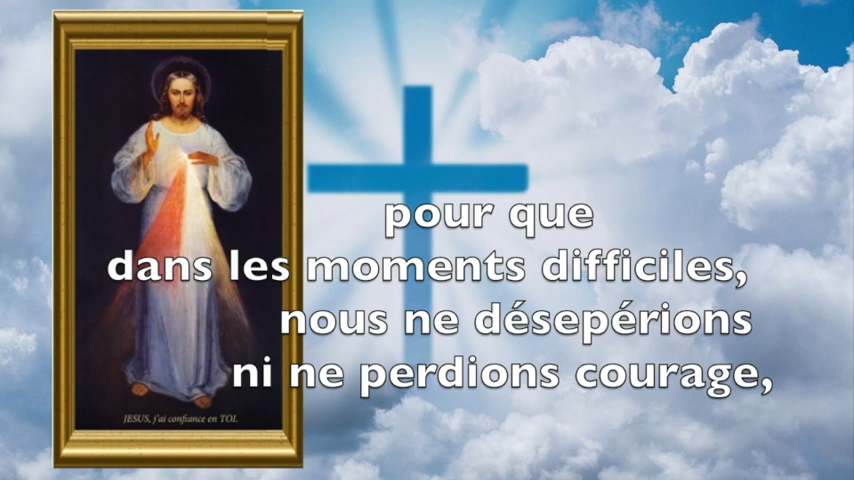 pour que
dans les moments difficiles,
nous ne désepérions
ni ne perdions courage,
JESUS, j'ai confiance en TOI.